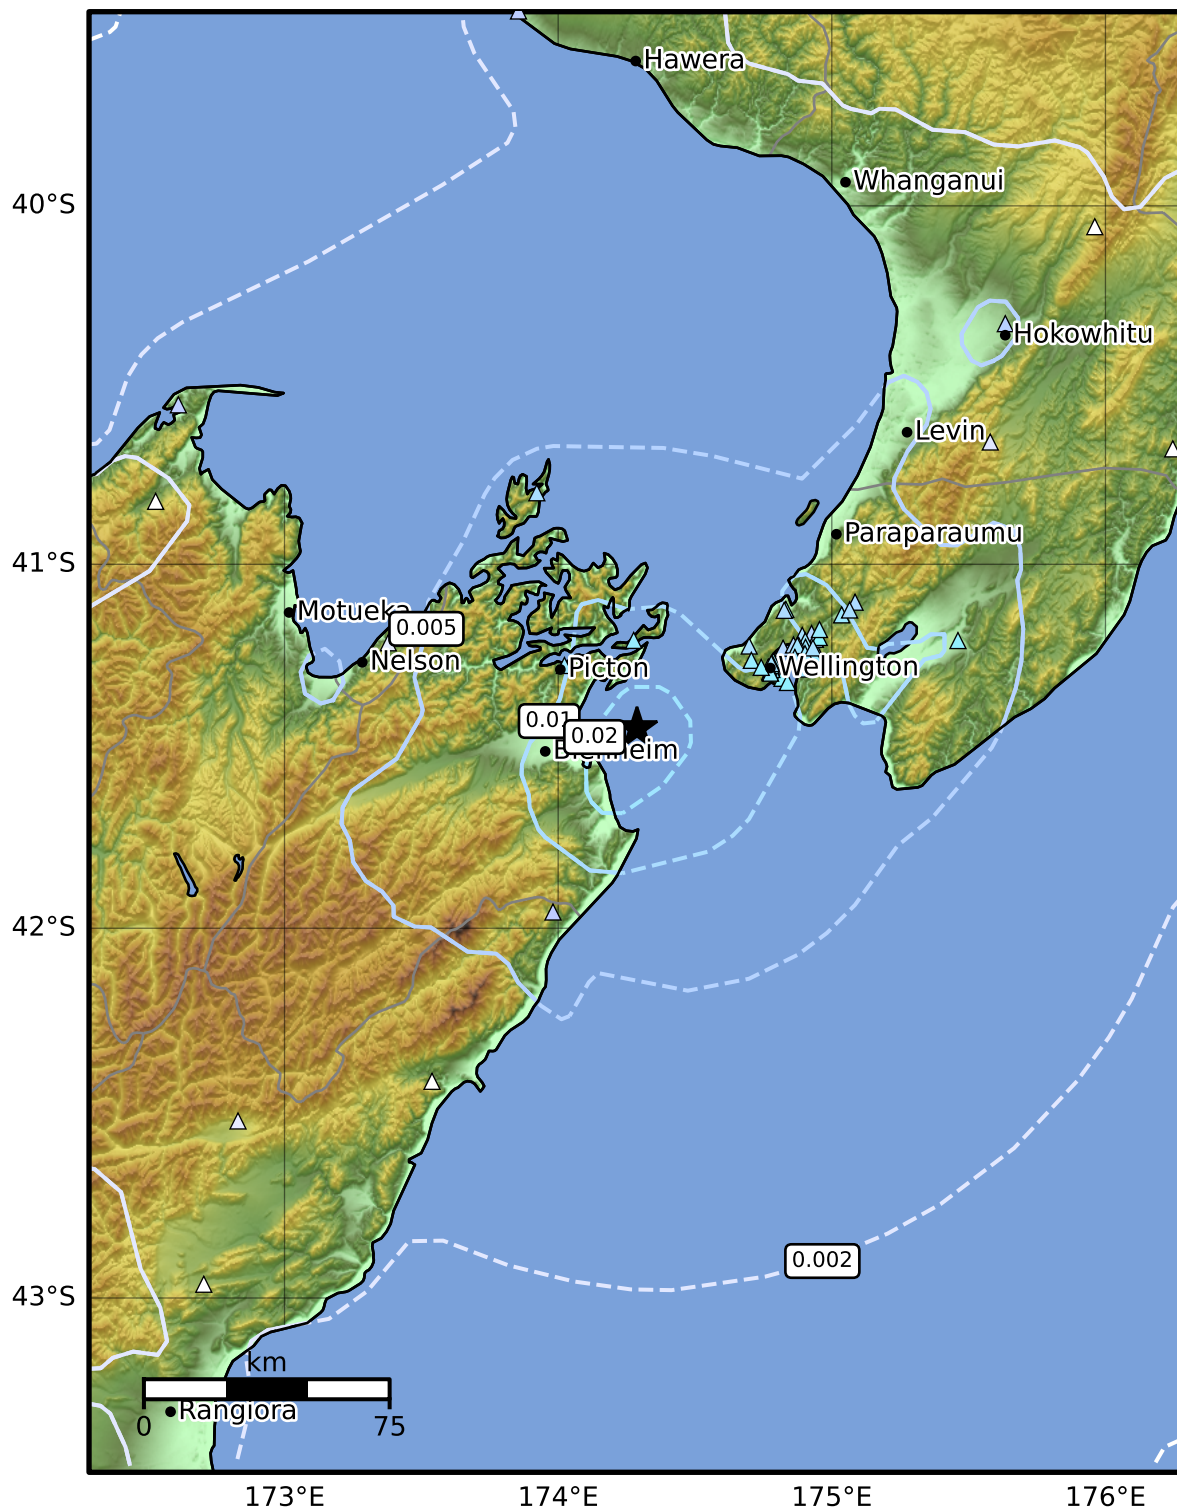 Hawera
Whanganui
40°S
Hokowhitu
Levin
Paraparaumu
41°S
Motueka
0.005
Nelson
Picton
Wellington
0.01
0.02
Blenheim
42°S
0.002
43°S
km
Rangiora
0
75
173°E
174°E
175°E
176°E